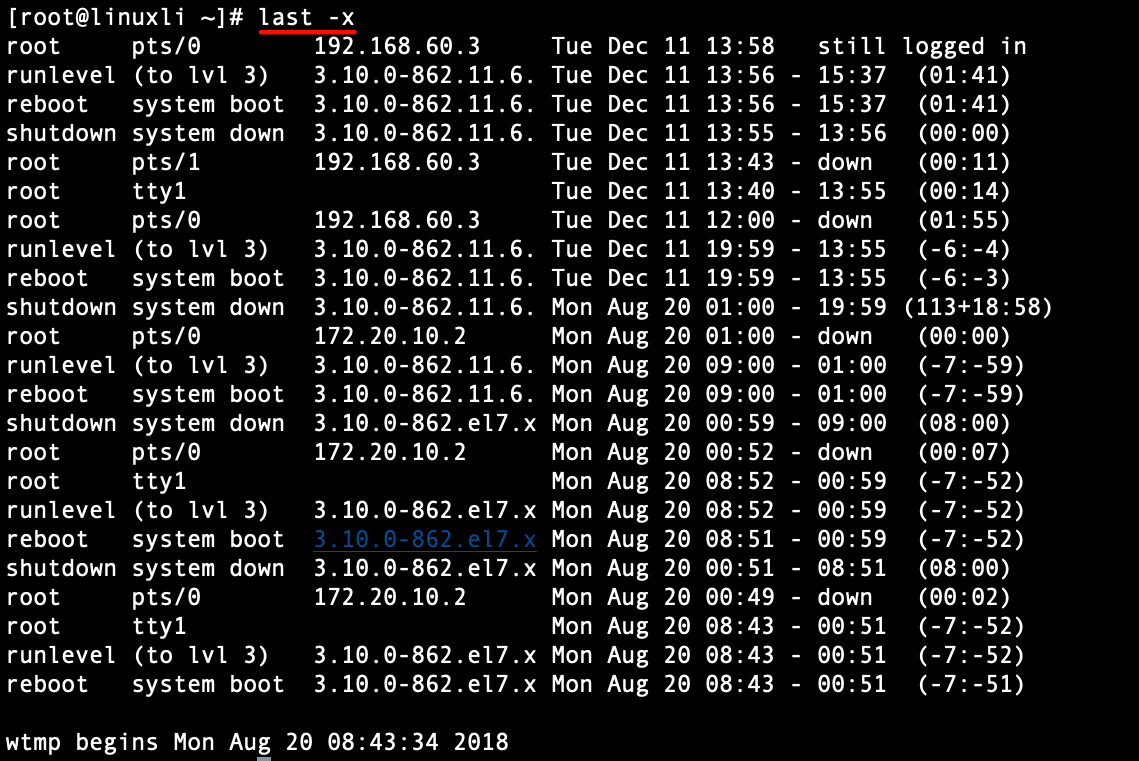 [root@linuxli ~]# last -x
root     pts/0        192.168.60.3     Tue Dec 11 13:58   still logged in
runlevel (to lvl 3)   3.10.0-862.11.6. Tue Dec 11 13:56 - 15:37  (01:41)
reboot   system boot  3.10.0-862.11.6. Tue Dec 11 13:56 - 15:37  (01:41)
shutdown system down  3.10.0-862.11.6. Tue Dec 11 13:55 - 13:56  (00:00)
root     pts/1        192.168.60.3     Tue Dec 11 13:43 - down   (00:11)
root     tty1                          Tue Dec 11 13:40 - 13:55  (00:14)
root     pts/0        192.168.60.3     Tue Dec 11 12:00 - down   (01:55)
runlevel (to lvl 3)   3.10.0-862.11.6. Tue Dec 11 19:59 - 13:55  (-6:-4)
reboot   system boot  3.10.0-862.11.6. Tue Dec 11 19:59 - 13:55  (-6:-3)
shutdown system down  3.10.0-862.11.6. Mon Aug 20 01:00 - 19:59 (113+18:58)
root     pts/0        172.20.10.2      Mon Aug 20 01:00 - down   (00:00)
runlevel (to lvl 3)   3.10.0-862.11.6. Mon Aug 20 09:00 - 01:00  (-7:-59)
reboot   system boot  3.10.0-862.11.6. Mon Aug 20 09:00 - 01:00  (-7:-59)
shutdown system down  3.10.0-862.el7.x Mon Aug 20 00:59 - 09:00  (08:00)
root     pts/0        172.20.10.2      Mon Aug 20 00:52 - down   (00:07)
root     tty1                          Mon Aug 20 08:52 - 00:59  (-7:-52)
runlevel (to lvl 3)   3.10.0-862.el7.x Mon Aug 20 08:52 - 00:59  (-7:-52)
reboot   system boot  3.10.0-862.el7.x Mon Aug 20 08:51 - 00:59  (-7:-52)
shutdown system down  3.10.0-862.el7.x Mon Aug 20 00:51 - 08:51  (08:00)
root     pts/0        172.20.10.2      Mon Aug 20 00:49 - down   (00:02)
root     tty1                          Mon Aug 20 08:43 - 00:51  (-7:-52)
runlevel (to lvl 3)   3.10.0-862.el7.x Mon Aug 20 08:43 - 00:51  (-7:-52)
reboot   system boot  3.10.0-862.el7.x Mon Aug 20 08:43 - 00:51  (-7:-51)
wtmp begins Mon Aug 20 08:43:34 2018